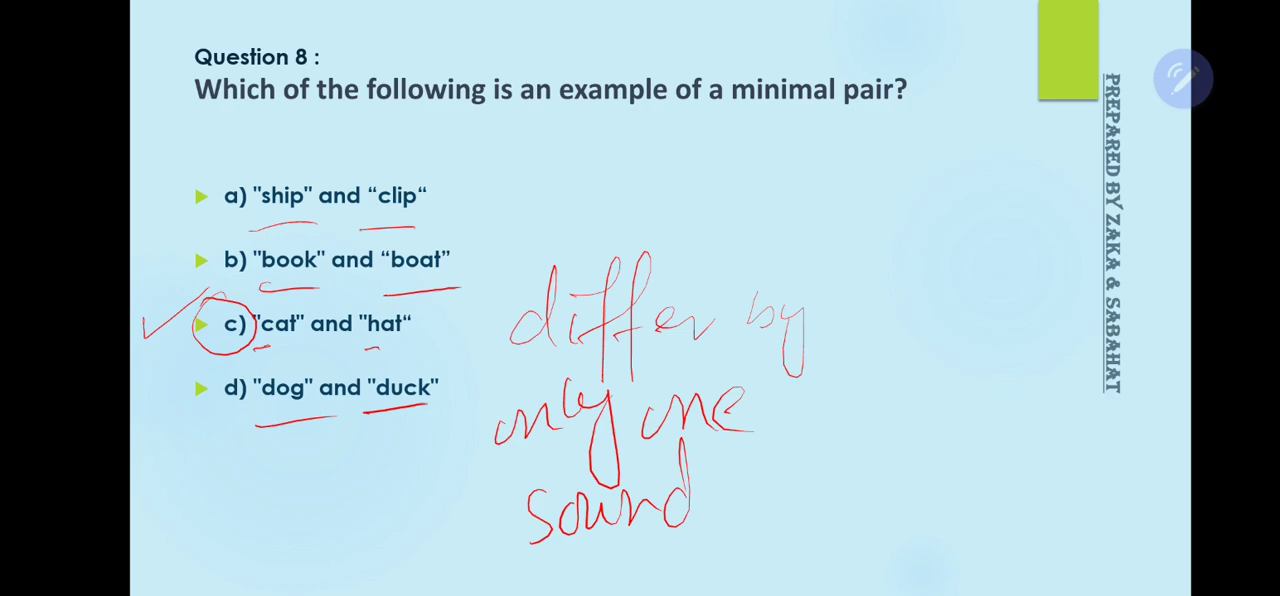 Question 8 :
Which of the following is an example of a minimal pair?
a) "ship" and “clip“
b) "book" and “boat”
c) "cat" and "hat“
d) "dog" and "duck"
differ by
only one
sound
PREPARED BY ZAKA & SABAHAT